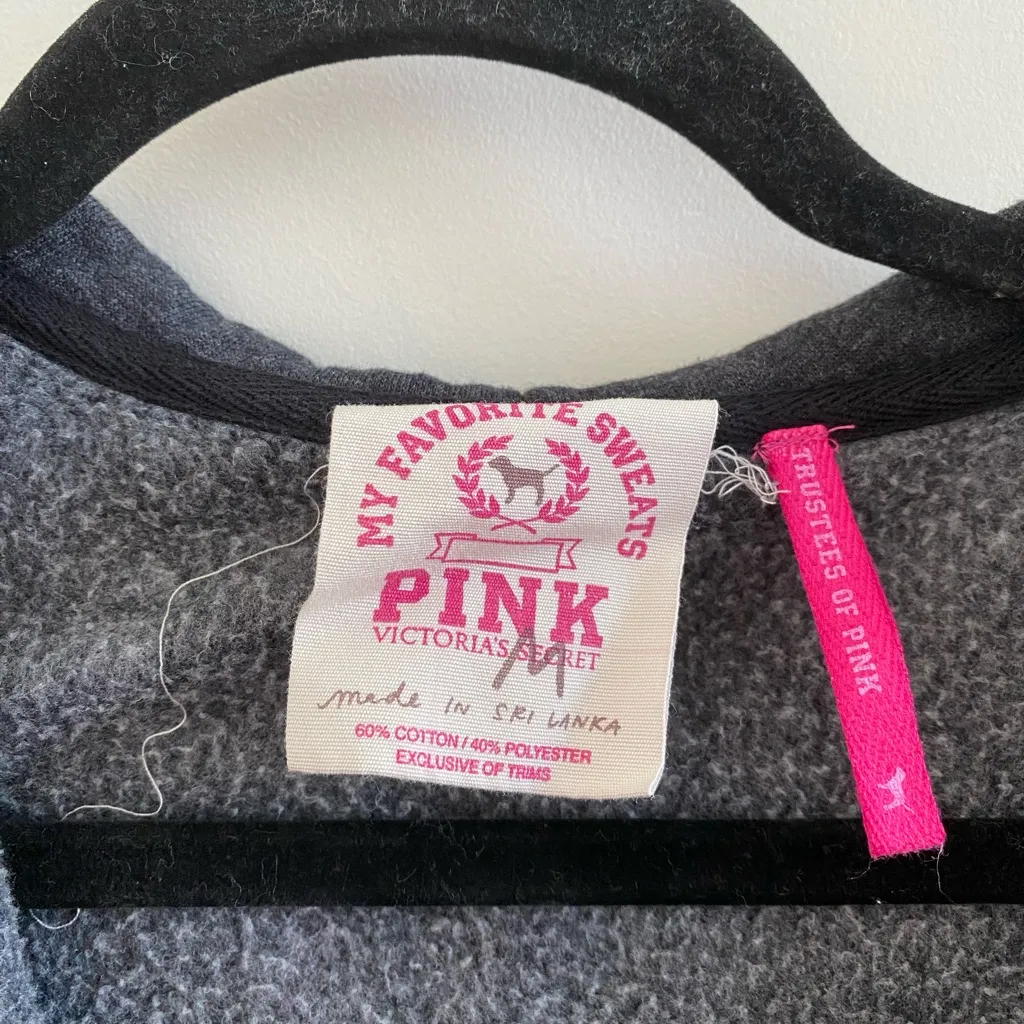 MY FAVORITE SWEATS
PINK
VICTORIA'S SECRET
M
made IN SRI LANKA
60% COTTON / 40% POLYESTER
EXCLUSIVE OF TRIMS
TRUSTEES OF PINK